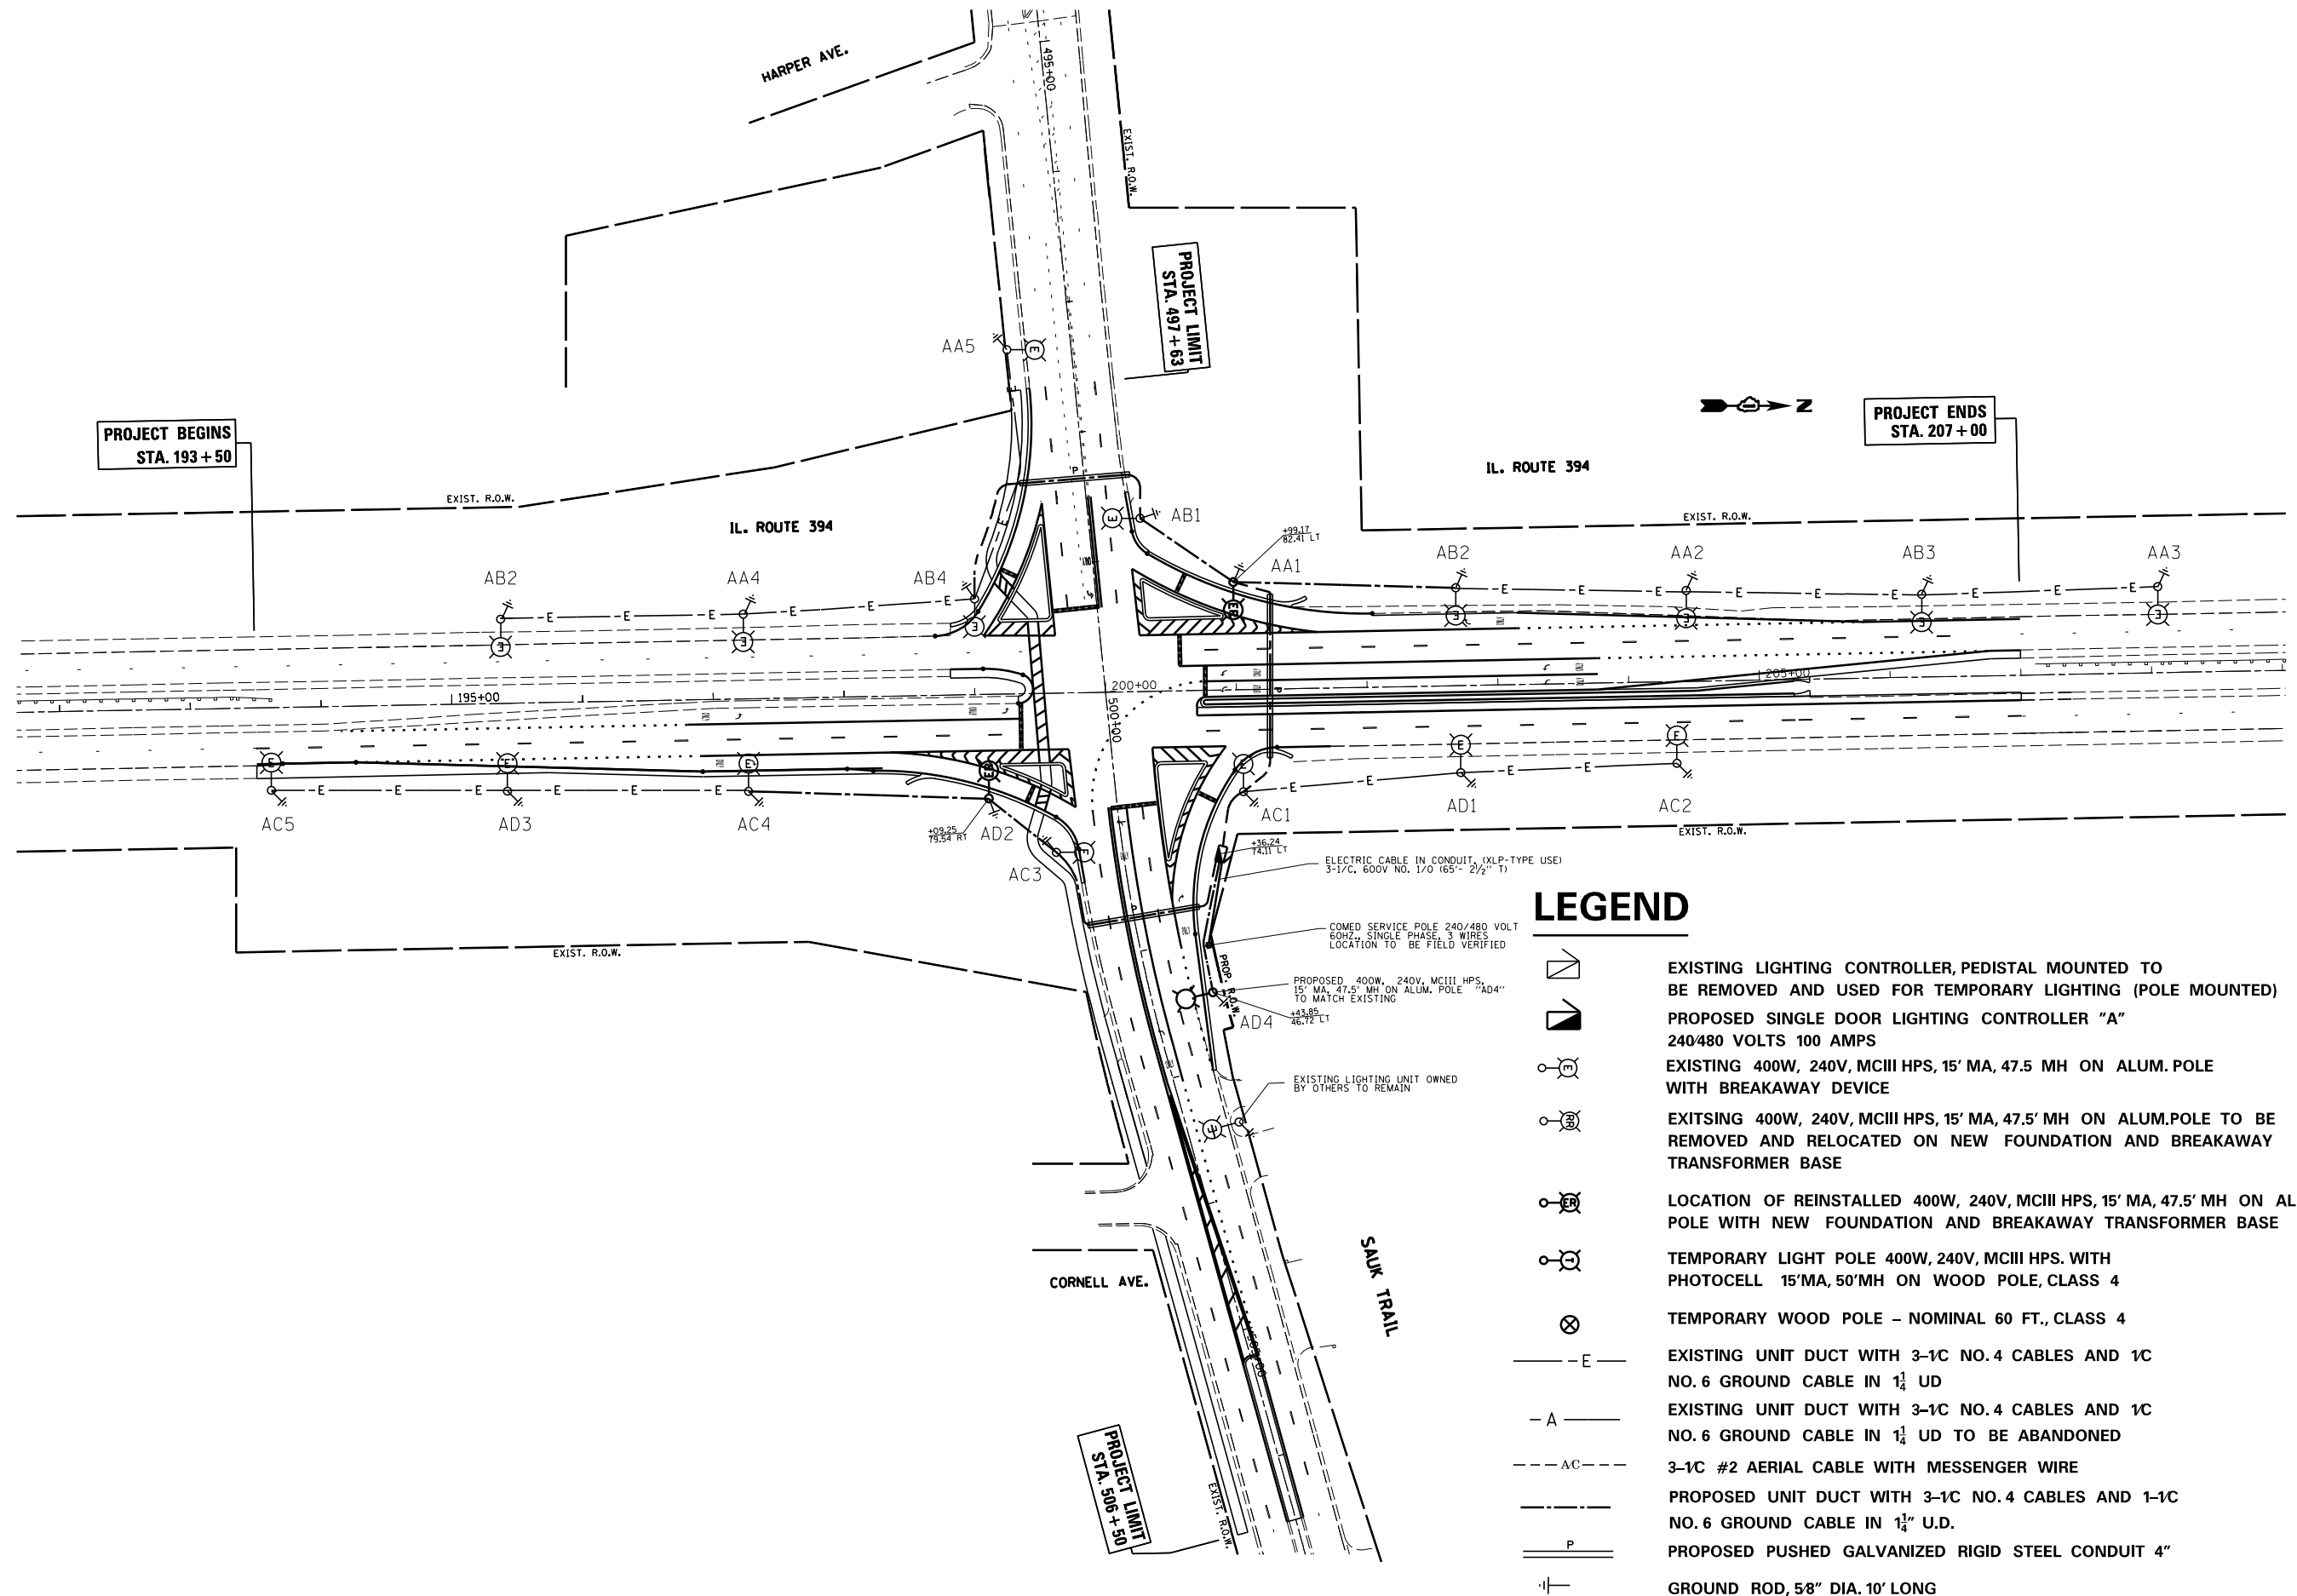 HARPER AVE.
495+00
EXIST. R.O.W.
PROJECT LIMIT
STA. 497+63
AA5
PROJECT BEGINS
STA. 193+50
PROJECT ENDS
STA. 207+00
N
IL. ROUTE 394
EXIST. R.O.W.
EXIST. R.O.W.
IL. ROUTE 394
P
E
AB1
+99.17
82.41 LT
AB2
AA4
AB4
AA1
AB2
AA2
AB3
AA3
E E E E E E
E E E E E E
E E E
ER
E E E E
195+00
200+00
205+00
500+00
P
E E E
ER
E E E
E E E E
E E E E
AC5
AD3
AC4
+09.25
79.54 RT
AD2
AC1
AD1
AC2
EXIST. R.O.W.
AC3
E
+36.24
74.11 LT
ELECTRIC CABLE IN CONDUIT, (XLP-TYPE USE)
3-1/C, 600V NO. 1/0 (65'- 2½" T)
P
COMED SERVICE POLE 240/480 VOLT
60HZ., SINGLE PHASE, 3 WIRES
LOCATION TO BE FIELD VERIFIED
EXIST. R.O.W.
PROP. R.O.W.
PROPOSED 400W, 240V, MCIII HPS,
15' MA, 47.5' MH ON ALUM. POLE "AD4"
TO MATCH EXISTING
+43.85
46.72 LT
AD4
EXISTING LIGHTING UNIT OWNED
BY OTHERS TO REMAIN
E
CORNELL AVE.
SAUK TRAIL
505+00
PROJECT LIMIT
STA. 506+50
EXIST. R.O.W.
LEGEND
EXISTING LIGHTING CONTROLLER, PEDISTAL MOUNTED TO
BE REMOVED AND USED FOR TEMPORARY LIGHTING (POLE MOUNTED)
PROPOSED SINGLE DOOR LIGHTING CONTROLLER "A"
240/480 VOLTS 100 AMPS
E EXISTING 400W, 240V, MCIII HPS, 15' MA, 47.5 MH ON ALUM. POLE
WITH BREAKAWAY DEVICE
RR EXITSING 400W, 240V, MCIII HPS, 15' MA, 47.5' MH ON ALUM.POLE TO BE
REMOVED AND RELOCATED ON NEW FOUNDATION AND BREAKAWAY
TRANSFORMER BASE
ER LOCATION OF REINSTALLED 400W, 240V, MCIII HPS, 15' MA, 47.5' MH ON AL
POLE WITH NEW FOUNDATION AND BREAKAWAY TRANSFORMER BASE
T TEMPORARY LIGHT POLE 400W, 240V, MCIII HPS. WITH
PHOTOCELL 15'MA, 50'MH ON WOOD POLE, CLASS 4
TEMPORARY WOOD POLE – NOMINAL 60 FT., CLASS 4
E EXISTING UNIT DUCT WITH 3–1/C NO. 4 CABLES AND 1/C
NO. 6 GROUND CABLE IN 1¼ UD
A EXISTING UNIT DUCT WITH 3–1/C NO. 4 CABLES AND 1/C
NO. 6 GROUND CABLE IN 1¼ UD TO BE ABANDONED
A/C 3–1/C #2 AERIAL CABLE WITH MESSENGER WIRE
PROPOSED UNIT DUCT WITH 3–1/C NO. 4 CABLES AND 1–1/C
NO. 6 GROUND CABLE IN 1¼" U.D.
P PROPOSED PUSHED GALVANIZED RIGID STEEL CONDUIT 4"
GROUND ROD, 5/8" DIA. 10' LONG